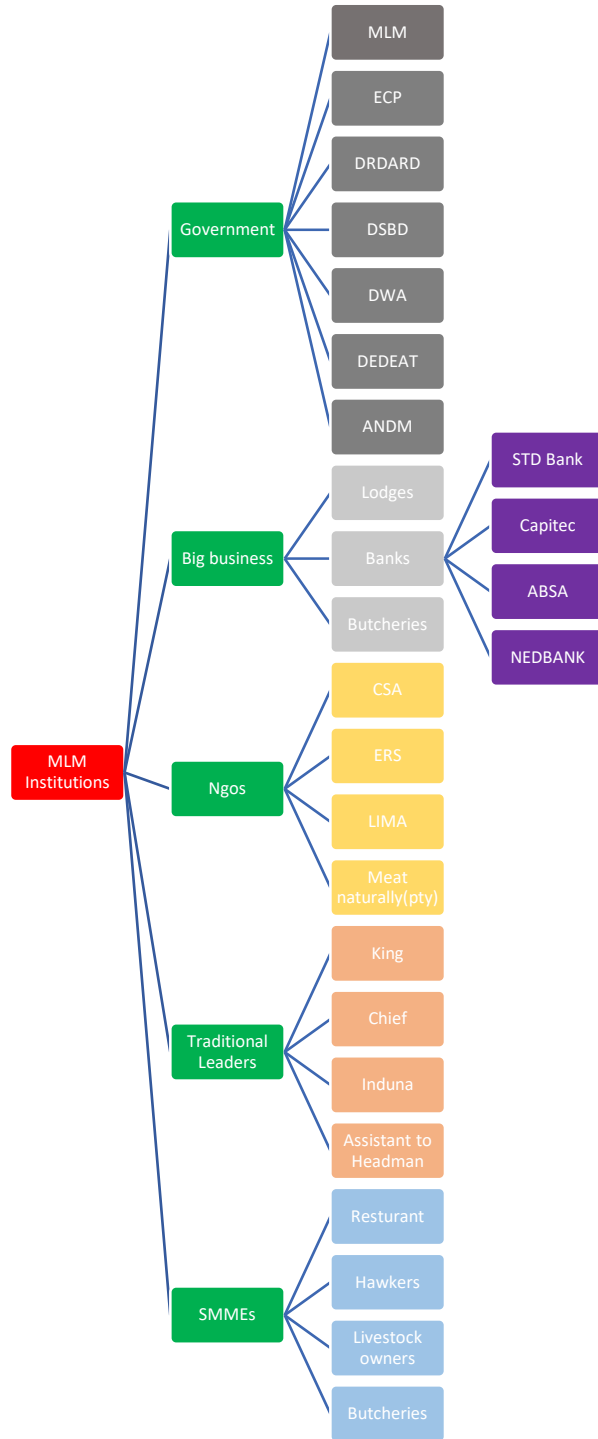 MLM
ECP
DRDARD
Government
DSBD
DWA
DEDEAT
ANDM
STD Bank
Lodges
Capitec
Big business
Banks
ABSA
Butcheries
NEDBANK
CSA
MLM
Institutions
ERS
Ngos
LIMA
Meat
naturally(pty)
King
Chief
Traditional
Leaders
Induna
Assistant to
Headman
Resturant
Hawkers
SMMEs
Livestock
owners
Butcheries